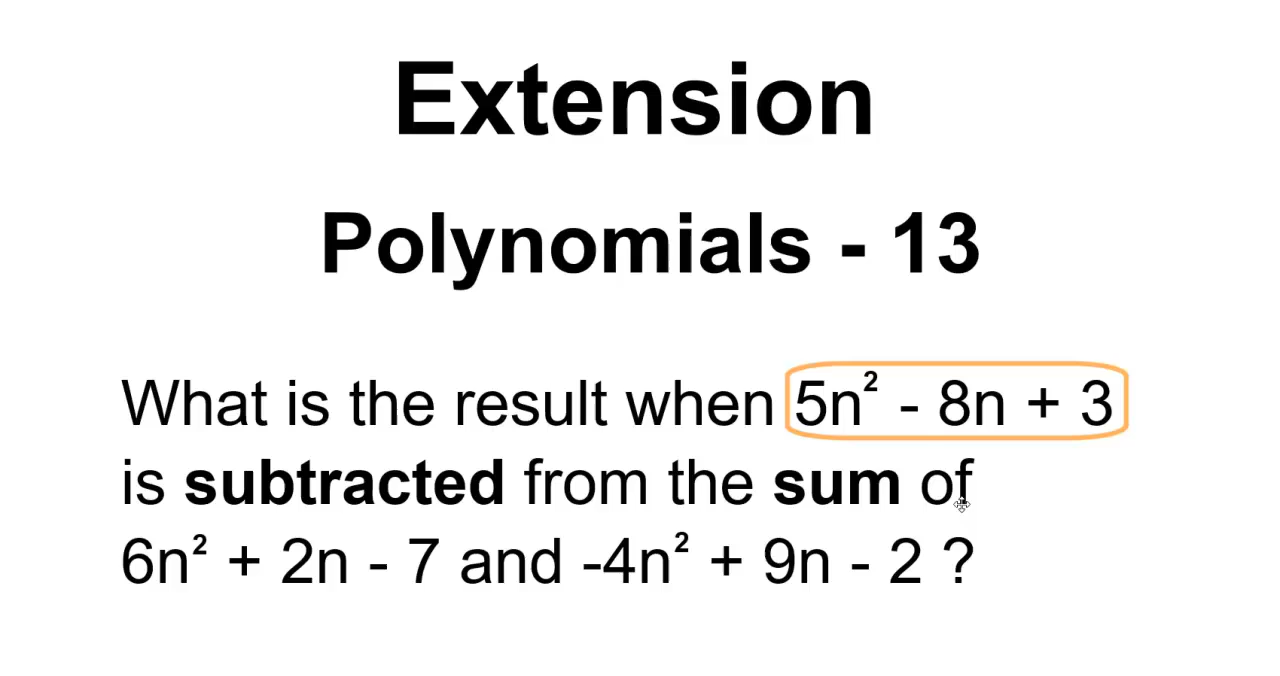 Extension
Polynomials - 13
What is the result when 5n² - 8n + 3
is subtracted from the sum of
6n² + 2n - 7 and -4n² + 9n - 2 ?